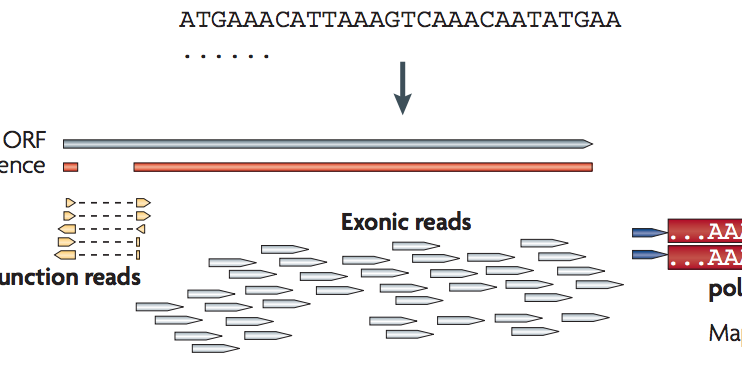 ATGAAACATTAAAGTCAAACAATATGAA
......
ORF
ence
Exonic reads
...AA
...AA
unction reads
pol
Ma